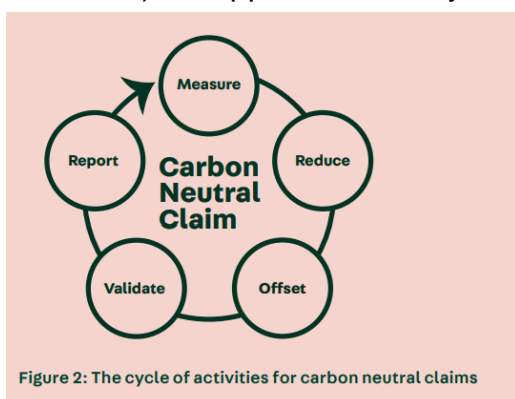 Measure
Report
Carbon
Neutral
Claim
Reduce
Validate
Offset
Figure 2: The cycle of activities for carbon neutral claims